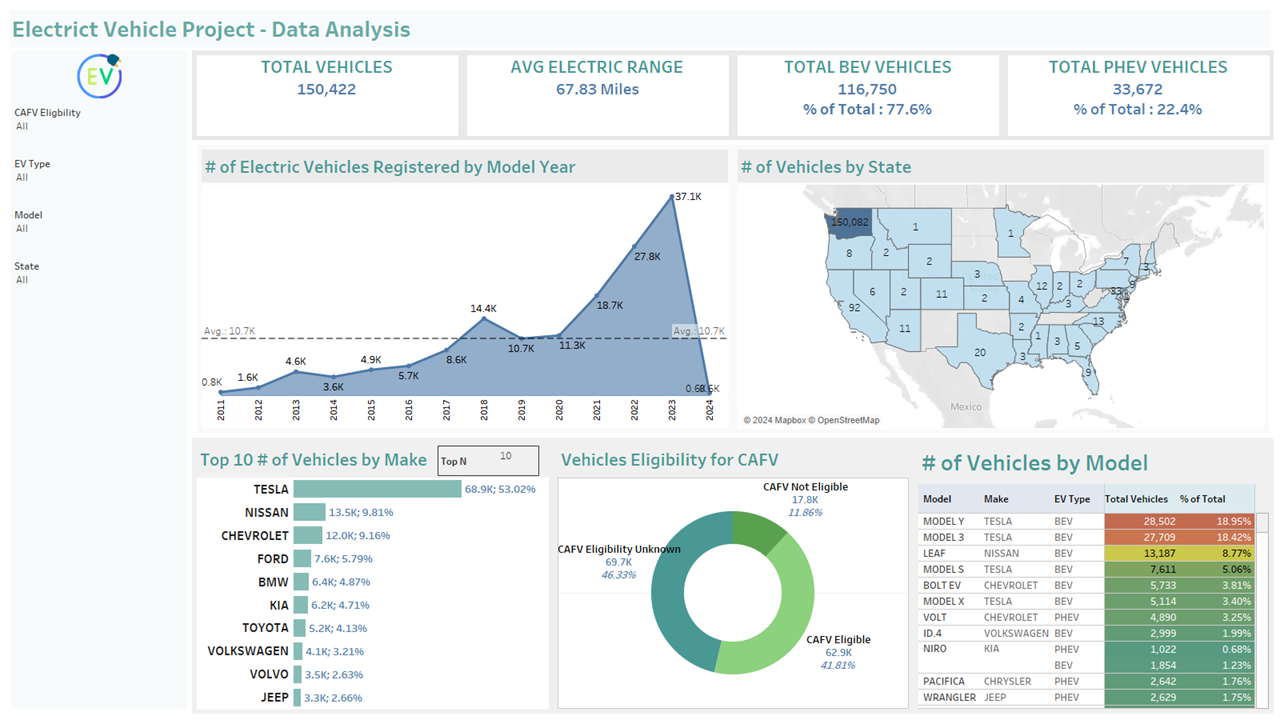 Electrict Vehicle Project - Data Analysis
EV
CAFV Eligbility
All
EV Type
All
Model
All
State
All
TOTAL VEHICLES
150,422
AVG ELECTRIC RANGE
67.83 Miles
TOTAL BEV VEHICLES
116,750
% of Total : 77.6%
TOTAL PHEV VEHICLES
33,672
% of Total : 22.4%
# of Electric Vehicles Registered by Model Year
37.1K
27.8K
18.7K
14.4K
Avg.: 10.7K
Avg.: 10.7K
10.7K
11.3K
8.6K
4.6K
4.9K
5.7K
3.6K
1.6K
0.8K
2011
2012
2013
2014
2015
2016
2017
2018
2019
2020
2021
2022
2023
2024
# of Vehicles by State
150,082
1
1
8
2
2
7
3
3
9
6
2
11
2
4
12
2
2
33
3
92
11
2
13
20
3
1
3
5
9
Mexico
© 2024 Mapbox © OpenStreetMap
Top 10 # of Vehicles by Make
Top N 10
TESLA 68.9K; 53.02%
NISSAN 13.5K; 9.81%
CHEVROLET 12.0K; 9.16%
FORD 7.6K; 5.79%
BMW 6.4K; 4.87%
KIA 6.2K; 4.71%
TOYOTA 5.2K; 4.13%
VOLKSWAGEN 4.1K; 3.21%
VOLVO 3.5K; 2.63%
JEEP 3.3K; 2.66%
Vehicles Eligibility for CAFV
CAFV Not Eligible
17.8K
11.86%
CAFV Eligibility Unknown
69.7K
46.33%
CAFV Eligible
62.9K
41.81%
# of Vehicles by Model
Model Make EV Type Total Vehicles % of Total
MODEL Y TESLA BEV 28,502 18.95%
MODEL 3 TESLA BEV 27,709 18.42%
LEAF NISSAN BEV 13,187 8.77%
MODEL S TESLA BEV 7,611 5.06%
BOLT EV CHEVROLET BEV 5,733 3.81%
MODEL X TESLA BEV 5,114 3.40%
VOLT CHEVROLET PHEV 4,890 3.25%
ID.4 VOLKSWAGEN BEV 2,999 1.99%
NIRO KIA PHEV 1,022 0.68%
BEV 1,854 1.23%
PACIFICA CHRYSLER PHEV 2,642 1.76%
WRANGLER JEEP PHEV 2,629 1.75%